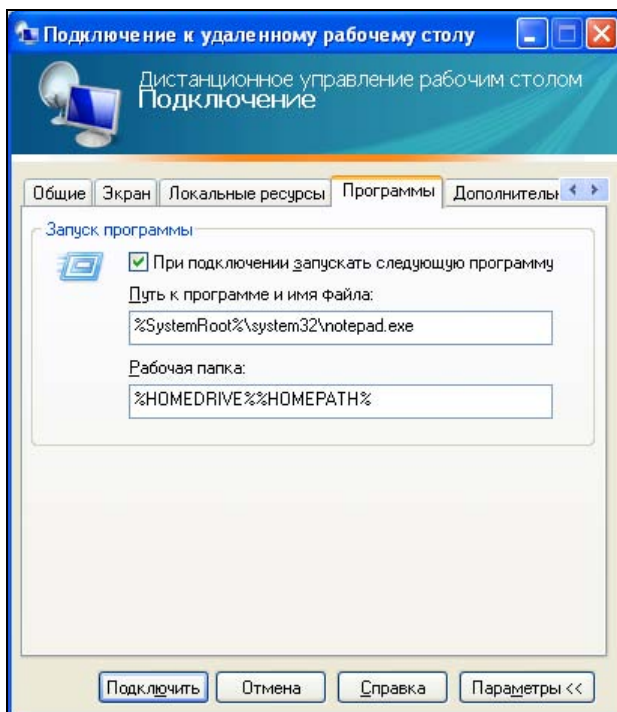 Подключение к удаленному рабочему столу
Дистанционное управление рабочим столом
Подключение
Общие Экран Локальные ресурсы Программы Дополнитель
Запуск программы
При подключении запускать следующую программу
Путь к программе и имя файла:
%SystemRoot%\system32\notepad.exe
Рабочая папка:
%HOMEDRIVE%%HOMEPATH%
Подключить Отмена Справка Параметры <<